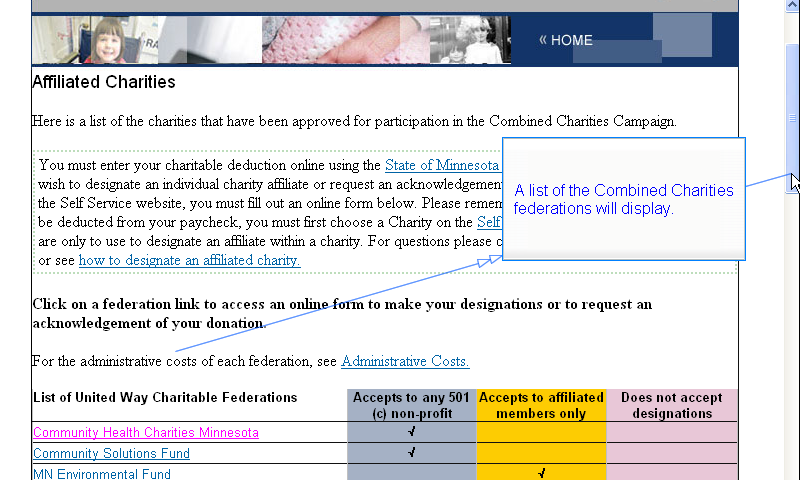 RA
« HOME
Affiliated Charities
Here is a list of the charities that have been approved for participation in the Combined Charities Campaign.
You must enter your charitable deduction online using the State of Minnesota
wish to designate an individual charity affiliate or request an acknowledgement
the Self Service website, you must fill out an online form below. Please remem
be deducted from your paycheck, you must first choose a Charity on the Self
are only to use to designate an affiliate within a charity. For questions please c
or see how to designate an affiliated charity.
A list of the Combined Charities
federations will display.
Click on a federation link to access an online form to make your designations or to request an
acknowledgement of your donation.
For the administrative costs of each federation, see Administrative Costs.
List of United Way Charitable Federations Accepts to any 501 Accepts to affiliated Does not accept
(c) non-profit members only designations
Community Health Charities Minnesota √
Community Solutions Fund √
MN Environmental Fund √